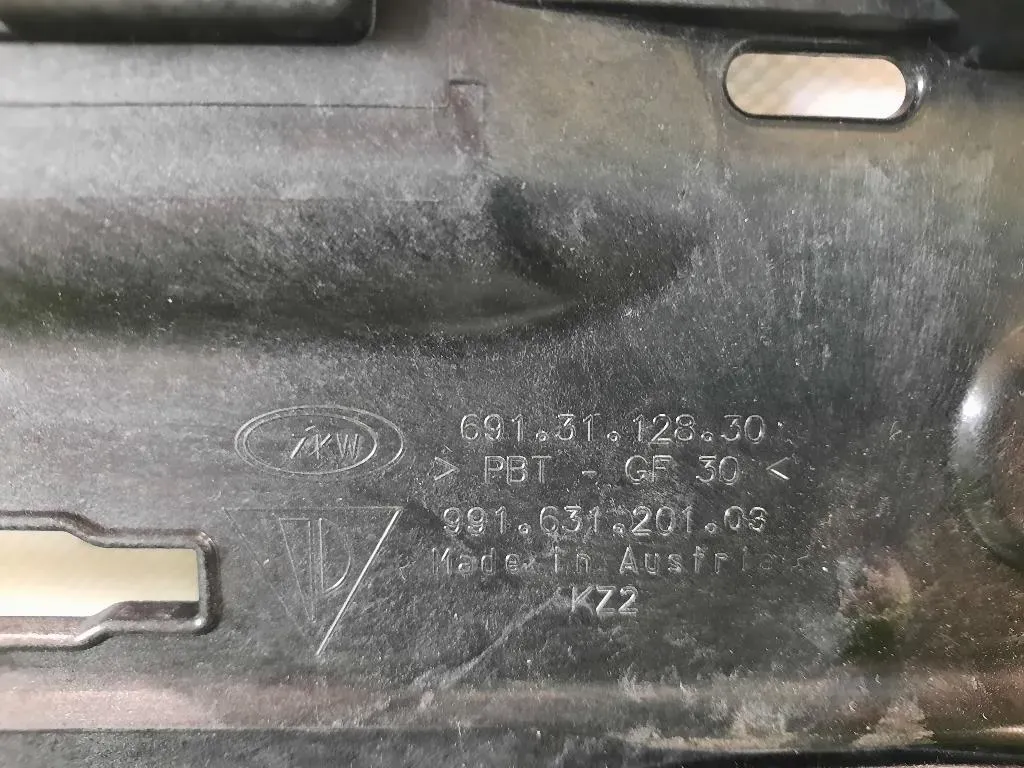 ZKW
691.31.128.30
> PBT - GF 30 <
991.631.201.03
Made in Austria
KZ2